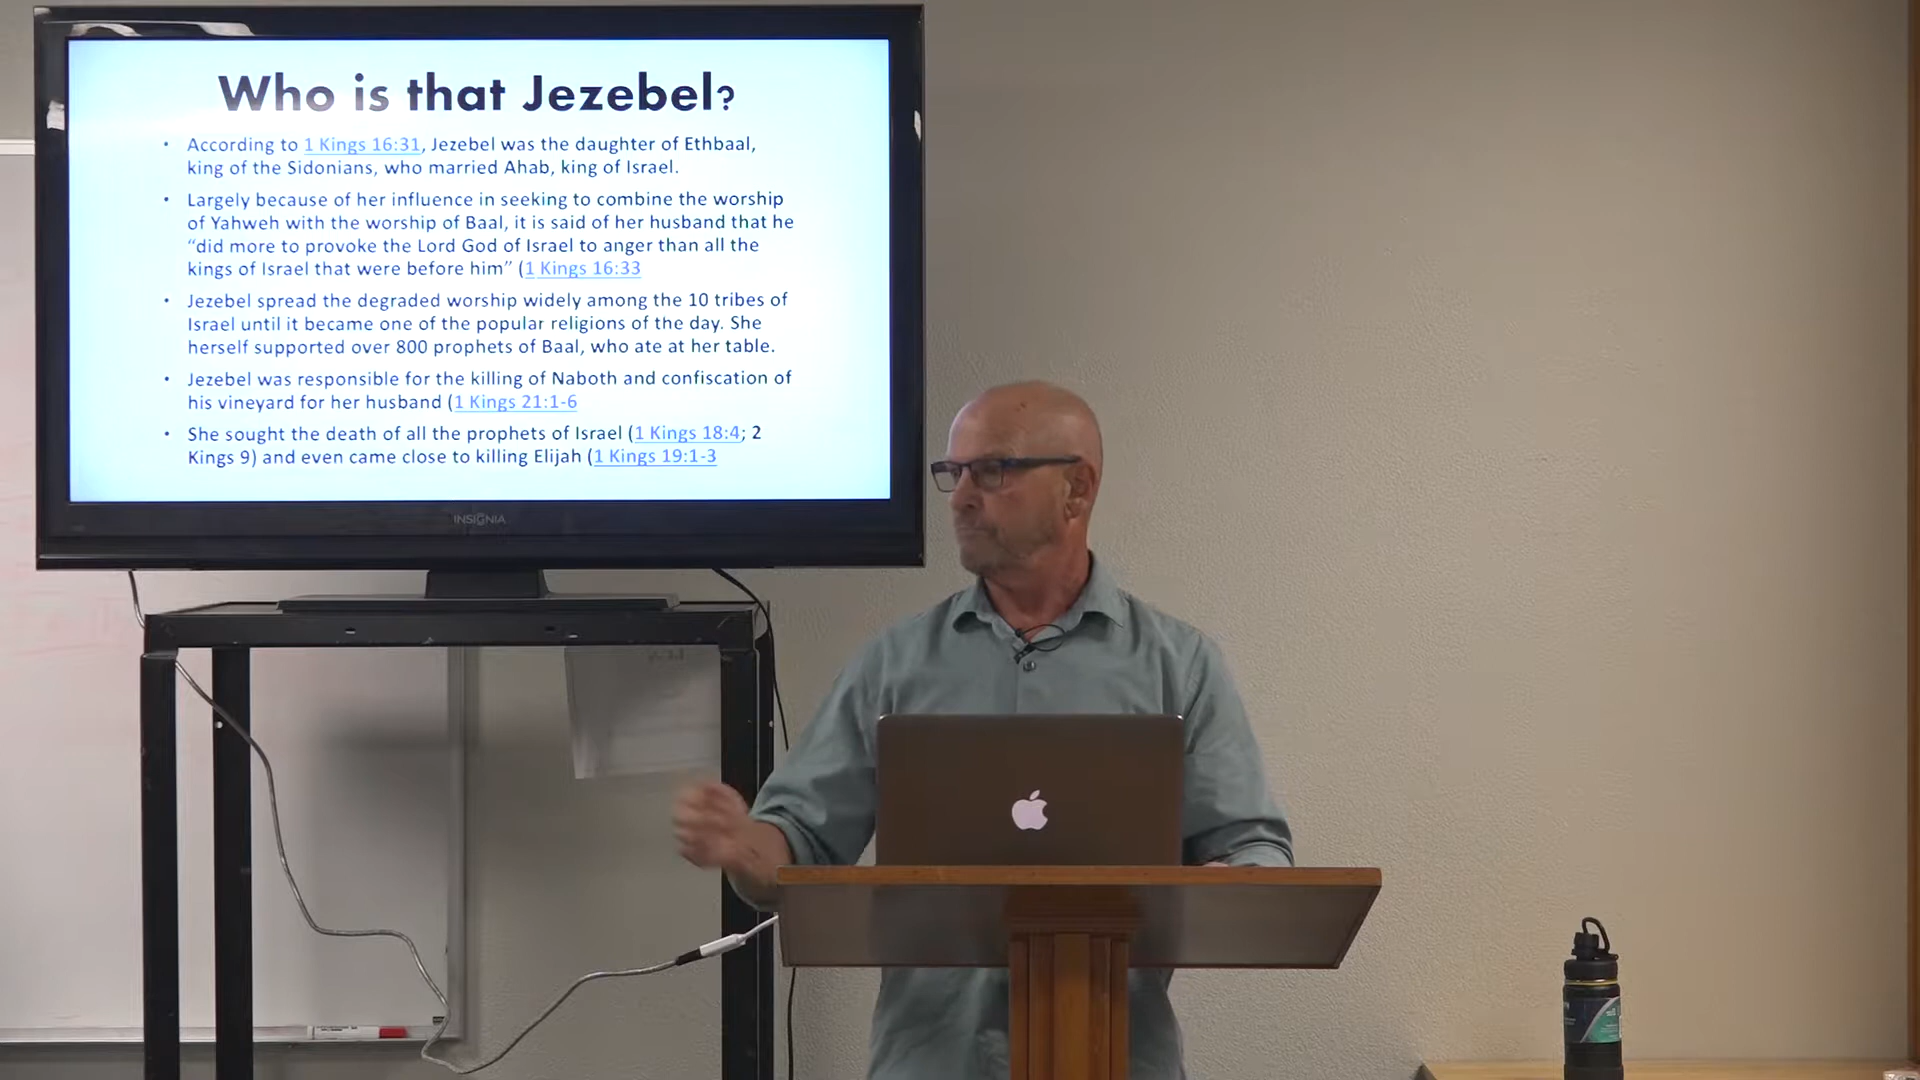 Who is that Jezebel?
• According to 1 Kings 16:31, Jezebel was the daughter of Ethbaal,
king of the Sidonians, who married Ahab, king of Israel.
• Largely because of her influence in seeking to combine the worship
of Yahweh with the worship of Baal, it is said of her husband that he
“did more to provoke the Lord God of Israel to anger than all the
kings of Israel that were before him” (1 Kings 16:33
• Jezebel spread the degraded worship widely among the 10 tribes of
Israel until it became one of the popular religions of the day. She
herself supported over 800 prophets of Baal, who ate at her table.
• Jezebel was responsible for the killing of Naboth and confiscation of
his vineyard for her husband (1 Kings 21:1-6
• She sought the death of all the prophets of Israel (1 Kings 18:4; 2
Kings 9) and even came close to killing Elijah (1 Kings 19:1-3
INSIGNIA